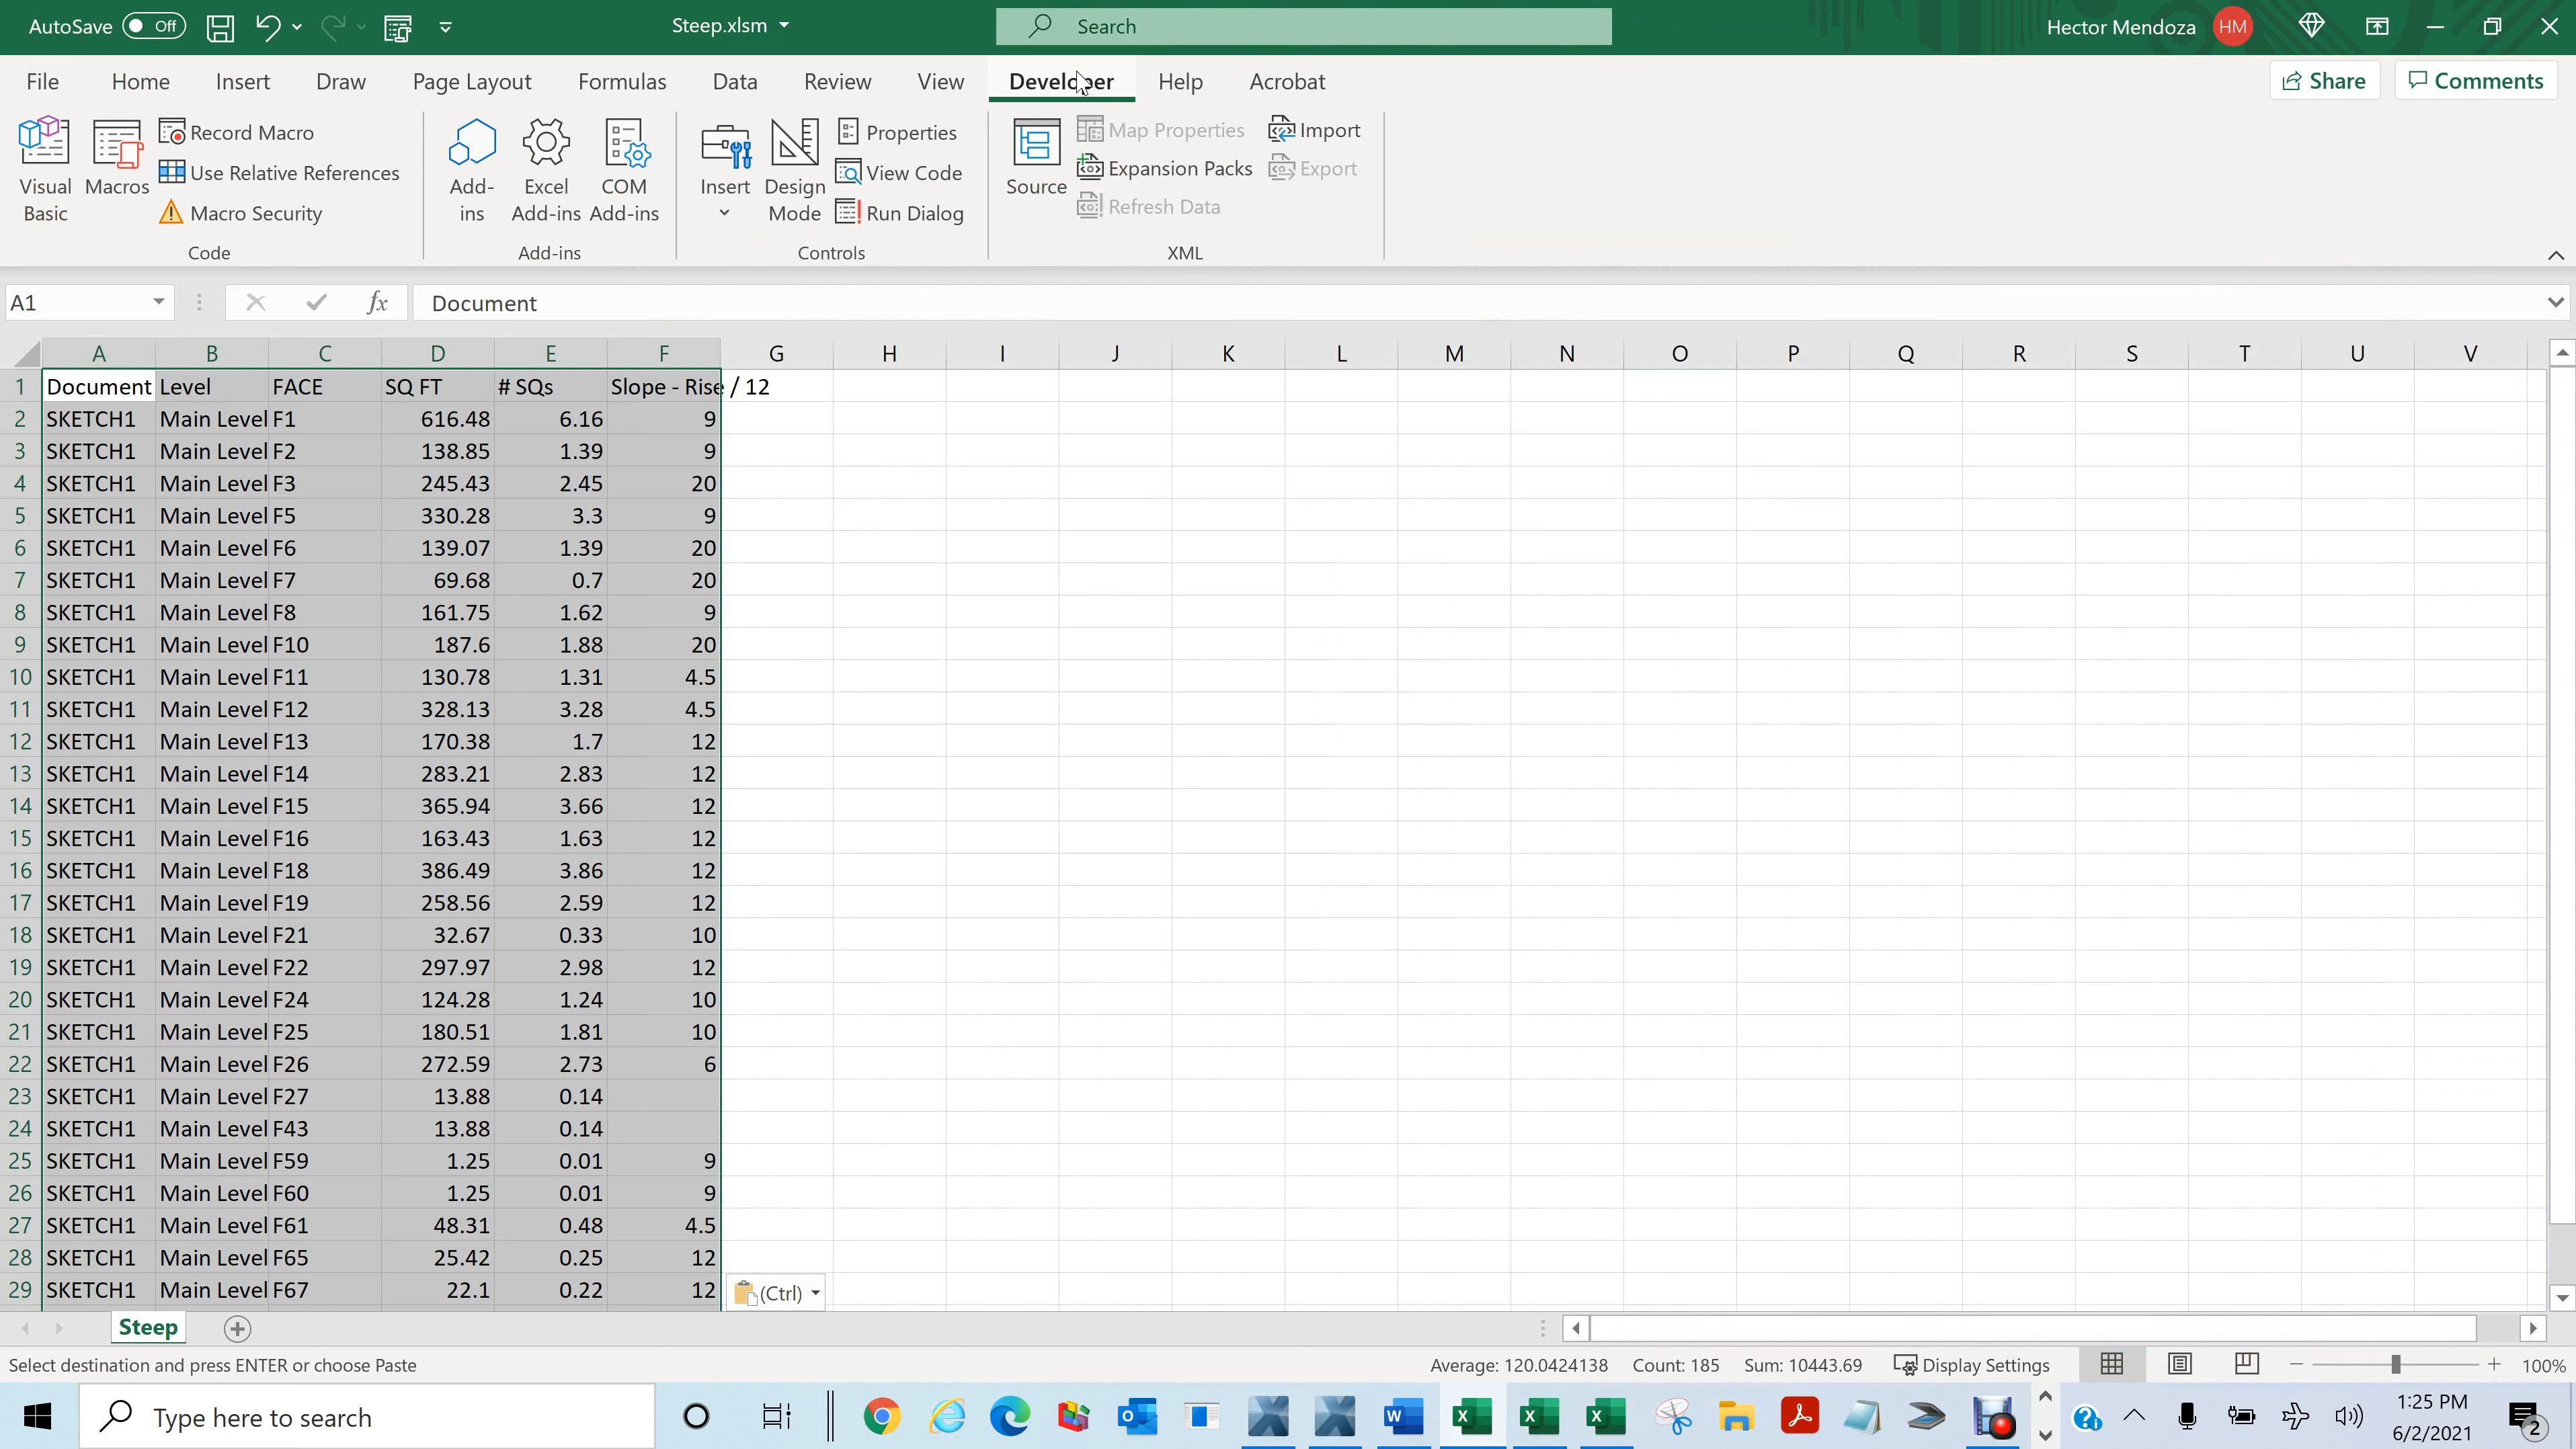 AutoSave Off Steep.xlsm Search Hector Mendoza HM
File Home Insert Draw Page Layout Formulas Data Review View Developer Help Acrobat Share Comments
Visual Basic Macros Record Macro Use Relative References Macro Security
Add-ins Excel Add-ins COM Add-ins
Insert Design Mode Properties View Code Run Dialog
Source Map Properties Expansion Packs Refresh Data Import Export
Code Add-ins Controls XML
A1 fx Document
A B C D E F G H I J K L M N O P Q R S T U V
1 Document Level FACE SQ FT # SQs Slope - Rise / 12
2 SKETCH1 Main Level F1 616.48 6.16 9
3 SKETCH1 Main Level F2 138.85 1.39 9
4 SKETCH1 Main Level F3 245.43 2.45 20
5 SKETCH1 Main Level F5 330.28 3.3 9
6 SKETCH1 Main Level F6 139.07 1.39 20
7 SKETCH1 Main Level F7 69.68 0.7 20
8 SKETCH1 Main Level F8 161.75 1.62 9
9 SKETCH1 Main Level F10 187.6 1.88 20
10 SKETCH1 Main Level F11 130.78 1.31 4.5
11 SKETCH1 Main Level F12 328.13 3.28 4.5
12 SKETCH1 Main Level F13 170.38 1.7 12
13 SKETCH1 Main Level F14 283.21 2.83 12
14 SKETCH1 Main Level F15 365.94 3.66 12
15 SKETCH1 Main Level F16 163.43 1.63 12
16 SKETCH1 Main Level F18 386.49 3.86 12
17 SKETCH1 Main Level F19 258.56 2.59 12
18 SKETCH1 Main Level F21 32.67 0.33 10
19 SKETCH1 Main Level F22 297.97 2.98 12
20 SKETCH1 Main Level F24 124.28 1.24 10
21 SKETCH1 Main Level F25 180.51 1.81 10
22 SKETCH1 Main Level F26 272.59 2.73 6
23 SKETCH1 Main Level F27 13.88 0.14
24 SKETCH1 Main Level F43 13.88 0.14
25 SKETCH1 Main Level F59 1.25 0.01 9
26 SKETCH1 Main Level F60 1.25 0.01 9
27 SKETCH1 Main Level F61 48.31 0.48 4.5
28 SKETCH1 Main Level F65 25.42 0.25 12
29 SKETCH1 Main Level F67 22.1 0.22 12
(Ctrl)
Steep
Select destination and press ENTER or choose Paste Average: 120.0424138 Count: 185 Sum: 10443.69 Display Settings 100%
Type here to search
1:25 PM
6/2/2021
2